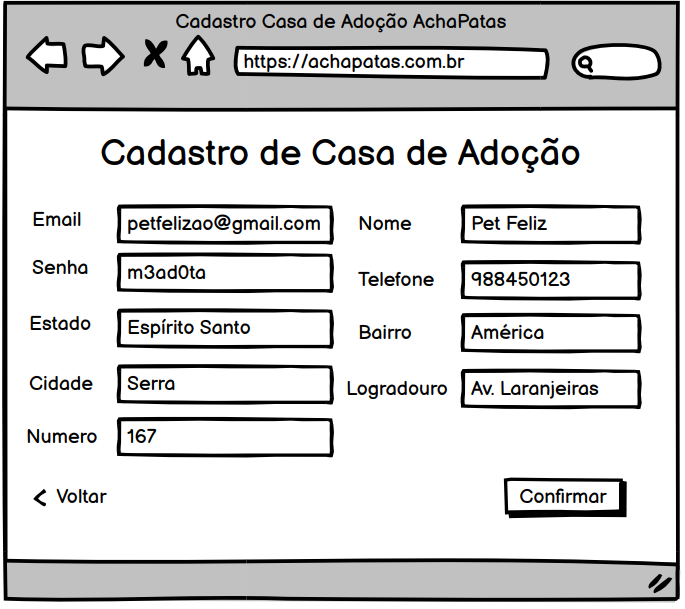 Cadastro Casa de Adoção AchaPatas
https://achapatas.com.br
Cadastro de Casa de Adoção
Email petfelizao@gmail.com Nome Pet Feliz
Senha m3ad0ta Telefone 988450123
Estado Espírito Santo Bairro América
Cidade Serra Logradouro Av. Laranjeiras
Numero 167
Voltar Confirmar